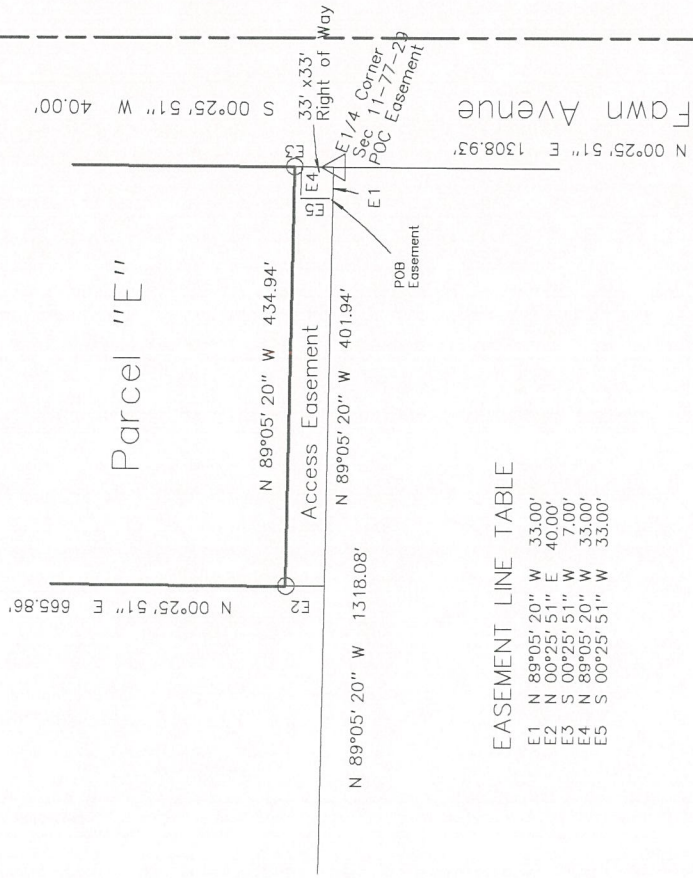 Parcel "E"
N 00°25'51" E 665.86'
N 89°05'20" W 434.94'
Access Easement
N 89°05'20" W 401.94'
N 89°05'20" W 1318.08'
E2
E3
E4
E5
E1
S 00°25'51" W 40.00'
33' x33'
Right of Way
E1/4 Corner
Sec 11-77-29
POC Easement
POB
Easement
Fawn Avenue
N 00°25'51" E 1308.93'
EASEMENT LINE TABLE
E1 N 89°05'20" W 33.00'
E2 N 00°25'51" E 40.00'
E3 S 00°25'51" W 7.00'
E4 N 89°05'20" W 33.00'
E5 S 00°25'51" W 33.00'